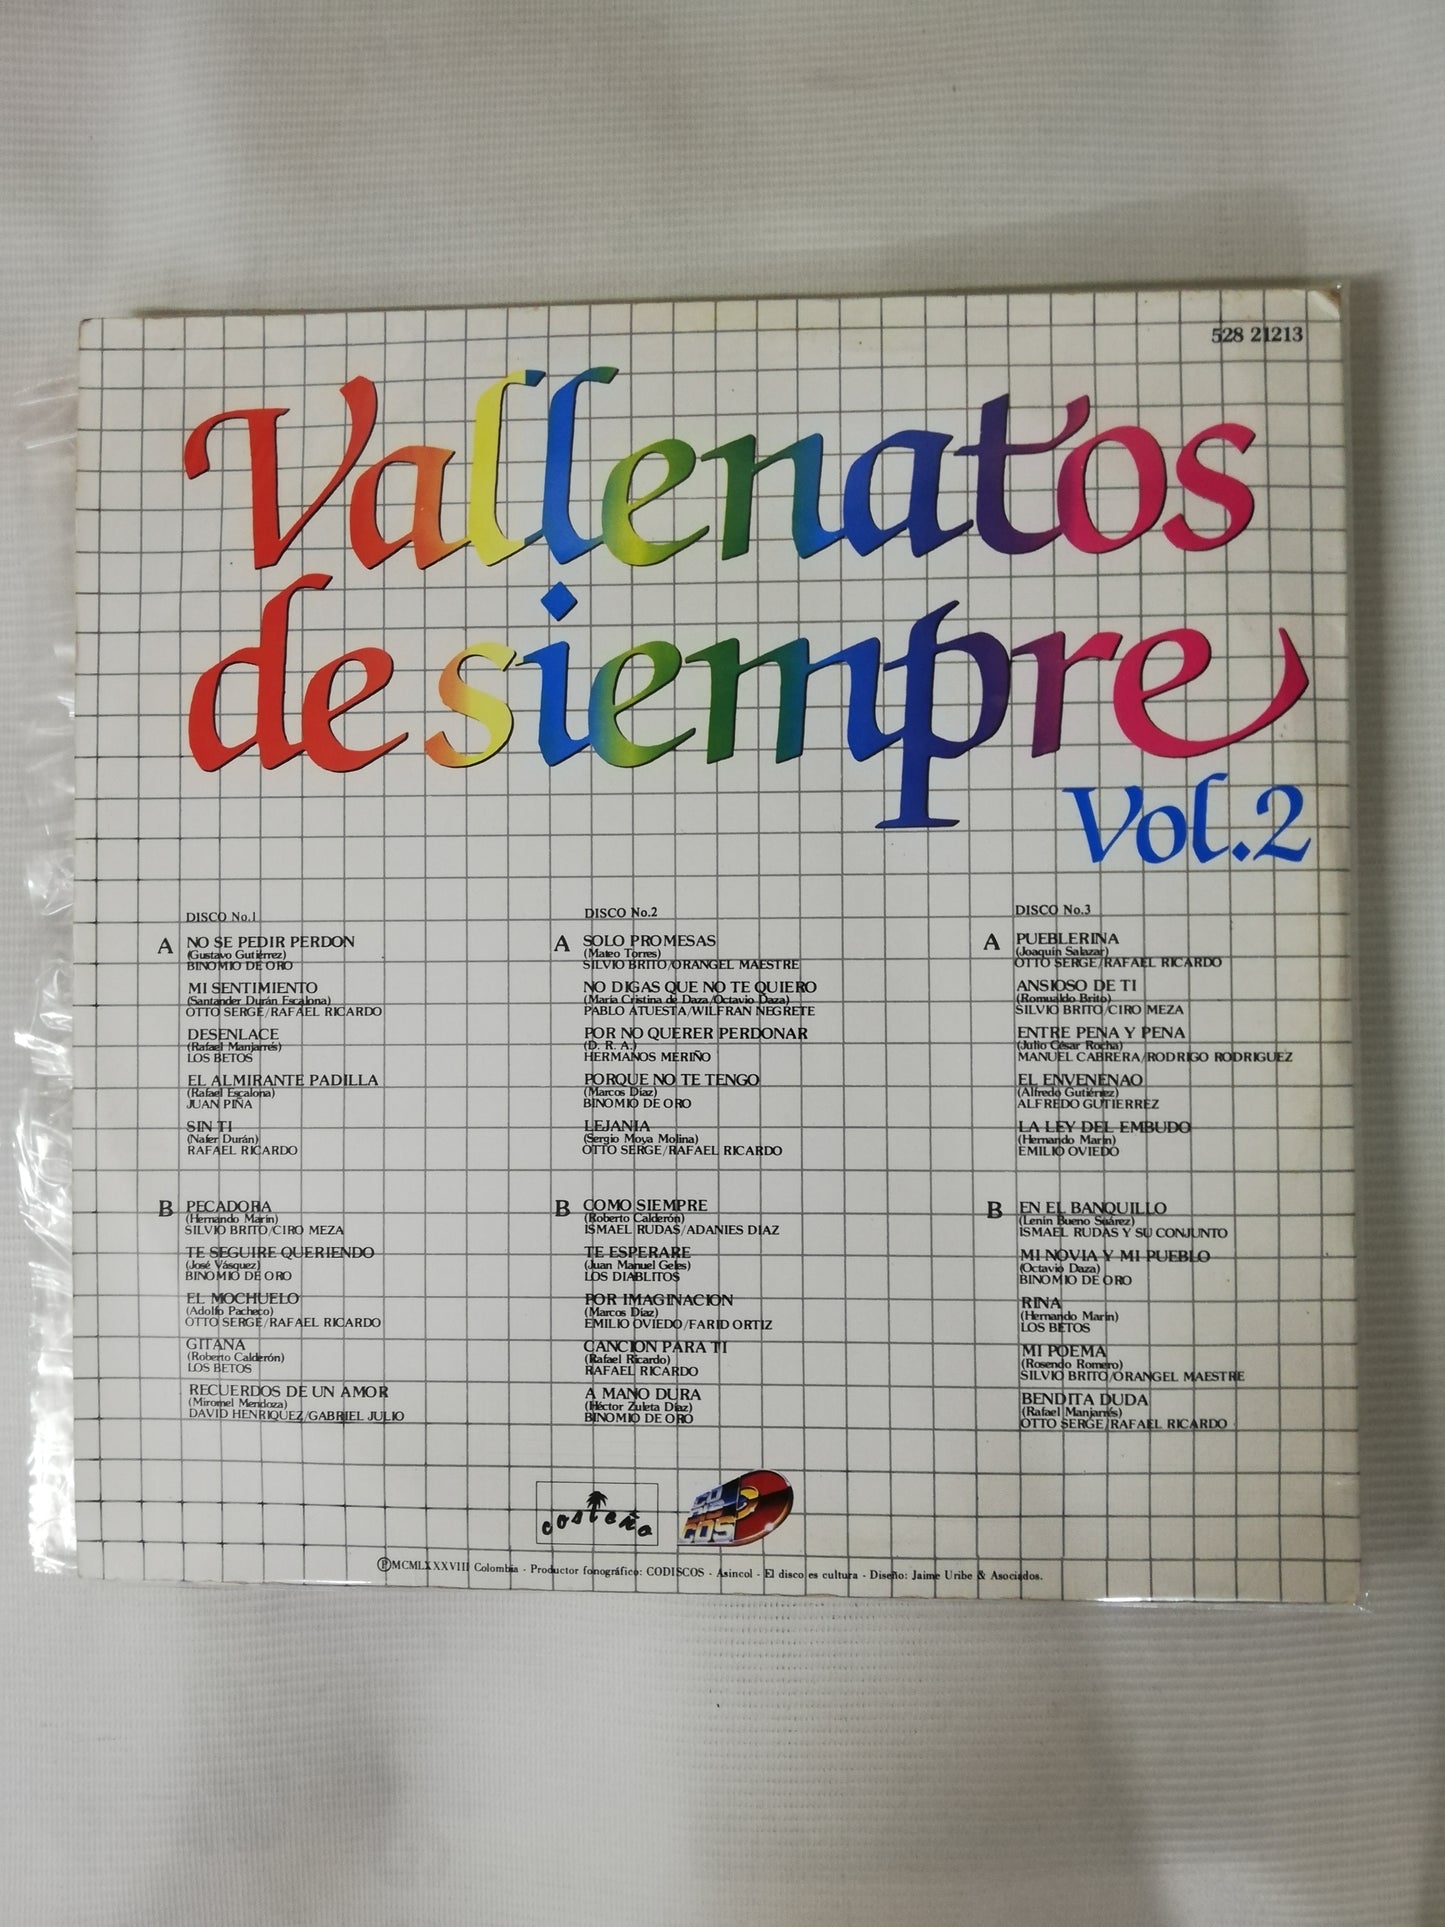 528 21213
Vallenatos
de siempre
Vol.2
DISCO No.1
A
NO SE PEDIR PERDON
(Gustavo Gutiérrez)
BINOMIO DE ORO
MI SENTIMIENTO
(Santander Durán Escalona)
OTTO SERGE/RAFAEL RICARDO
DESENLACE
(Rafael Manjarrés)
LOS BETOS
EL ALMIRANTE PADILLA
(Rafael Escalona)
JUAN PIÑA
SIN TI
(Nafer Durán)
RAFAEL RICARDO
B
PECADORA
(Hernando Marín)
SILVIO BRITO/CIRO MEZA
TE SEGUIRE QUERIENDO
(José Vásquez)
BINOMIO DE ORO
EL MOCHUELO
(Adolfo Pacheco)
OTTO SERGE/RAFAEL RICARDO
GITANA
(Roberto Calderón)
LOS BETOS
RECUERDOS DE UN AMOR
(Miromel Mendoza)
DAVID HENRIQUEZ/GABRIEL JULIO
DISCO No.2
A
SOLO PROMESAS
(Mateo Torres)
SILVIO BRITO/ORANGEL MAESTRE
NO DIGAS QUE NO TE QUIERO
(María Cristina de Daza/Octavio Daza)
PABLO ATUESTA/WILFRAN NEGRETE
POR NO QUERER PERDONAR
(D. R. A.)
HERMANOS MERIÑO
PORQUE NO TE TENGO
(Marcos Díaz)
BINOMIO DE ORO
LEJANIA
(Sergio Moya Molina)
OTTO SERGE/RAFAEL RICARDO
B
COMO SIEMPRE
(Roberto Calderón)
ISMAEL RUDAS/ADANIES DIAZ
TE ESPERARE
(Juan Manuel Geles)
LOS DIABLITOS
POR IMAGINACION
(Marcos Díaz)
EMILIO OVIEDO/FARID ORTIZ
CANCION PARA TI
(Rafael Ricardo)
RAFAEL RICARDO
A MANO DURA
(Héctor Zuleta Díaz)
BINOMIO DE ORO
DISCO No.3
A
PUEBLERINA
(Joaquín Salazar)
OTTO SERGE/RAFAEL RICARDO
ANSIOSO DE TI
(Romualdo Brito)
SILVIO BRITO/CIRO MEZA
ENTRE PENA Y PENA
(Julio César Rocha)
MANUEL CABRERA/RODRIGO RODRIGUEZ
EL ENVENENAO
(Alfredo Gutiérrez)
ALFREDO GUTIERREZ
LA LEY DEL EMBUDO
(Hernando Marín)
EMILIO OVIEDO
B
EN EL BANQUILLO
(Lenín Bueno Suárez)
ISMAEL RUDAS Y SU CONJUNTO
MI NOVIA Y MI PUEBLO
(Octavio Daza)
BINOMIO DE ORO
RINA
(Hernando Marín)
LOS BETOS
MI POEMA
(Rosendo Romero)
SILVIO BRITO/ORANGEL MAESTRE
BENDITA DUDA
(Rafael Manjarrés)
OTTO SERGE/RAFAEL RICARDO
costeño
CO
DIS
COS
℗MCMLXXXVIII Colombia - Productor fonográfico: CODISCOS - Asincol - El disco es cultura - Diseño: Jaime Uribe & Asociados.